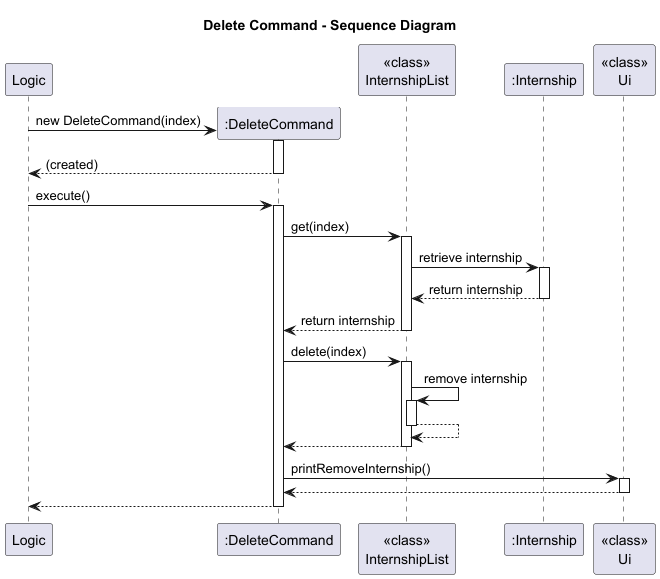 Delete Command - Sequence Diagram
Logic
:DeleteCommand
«class»
InternshipList
:Internship
«class»
Ui
new DeleteCommand(index)
(created)
execute()
get(index)
retrieve internship
return internship
return internship
delete(index)
remove internship
printRemoveInternship()
Logic
:DeleteCommand
«class»
InternshipList
:Internship
«class»
Ui